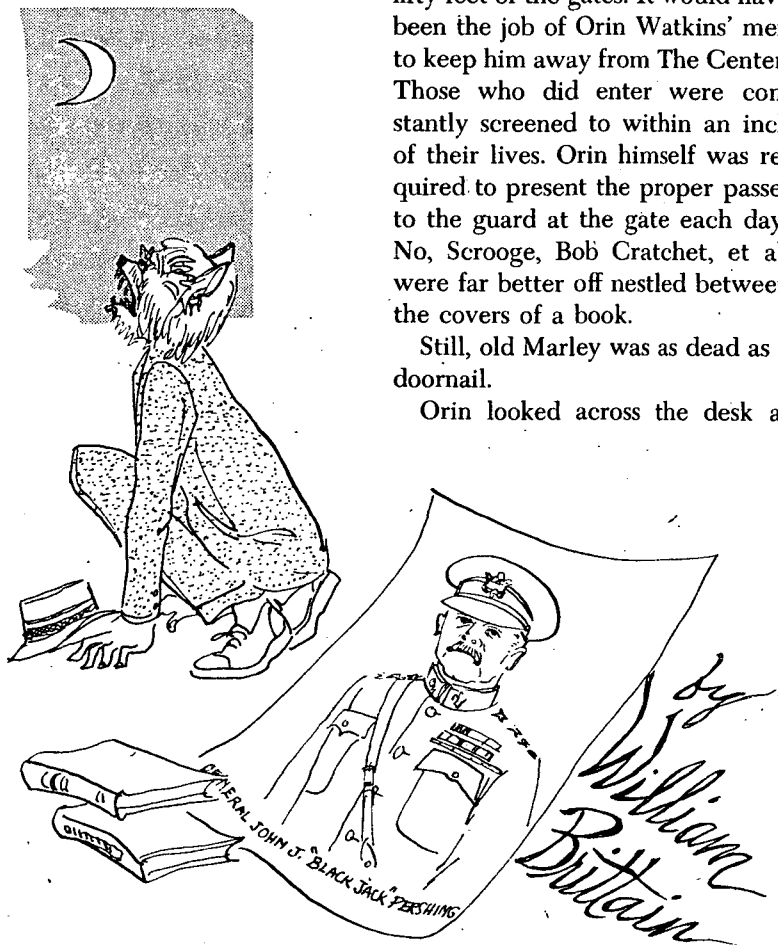 been the job of Orin Watkins' me
to keep him away from The Center
Those who did enter were con
stantly screened to within an inc
of their lives. Orin himself was re
quired to present the proper passe
to the guard at the gate each day
No, Scrooge, Bob Cratchet, et a
were far better off nestled between
the covers of a book.
Still, old Marley was as dead as
doornail.
Orin looked across the desk a
GENERAL JOHN J. "BLACK JACK" PERSHING
by
William
Brittain